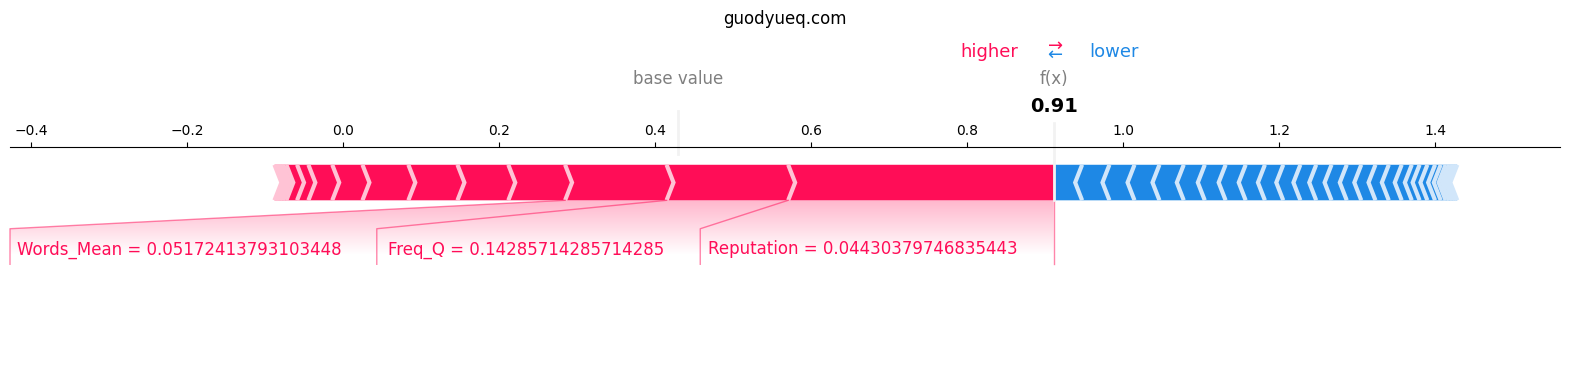 guodyueq.com
higher ⇄ lower
base value f(x)
0.91
−0.4 −0.2 0.0 0.2 0.4 0.6 0.8 1.0 1.2 1.4
Words_Mean = 0.05172413793103448 Freq_Q = 0.14285714285714285 Reputation = 0.04430379746835443